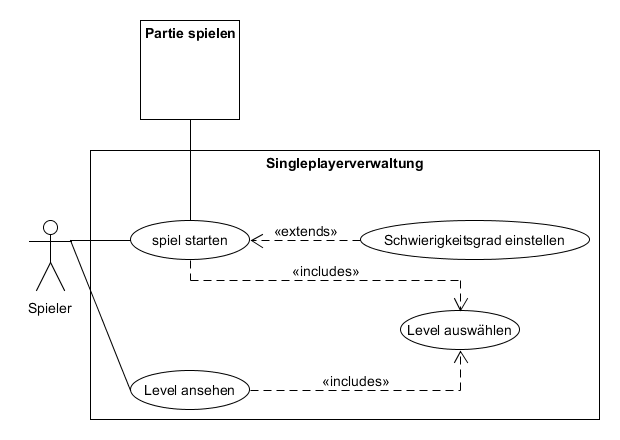 Partie spielen
Singleplayerverwaltung
spiel starten
«extends»
Schwierigkeitsgrad einstellen
«includes»
Spieler
Level auswählen
Level ansehen
«includes»